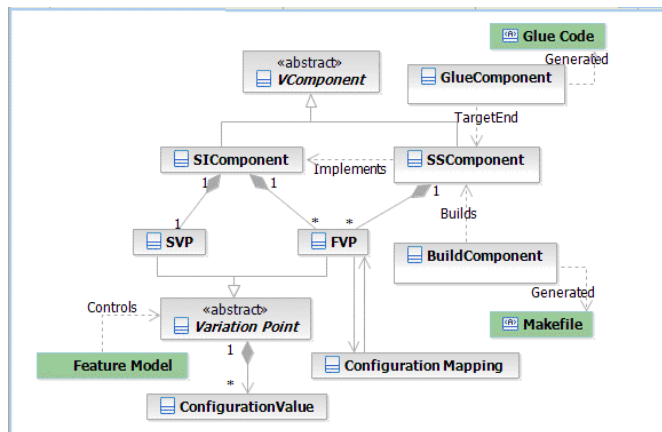 Glue Code
Generated
«abstract»
VComponent
GlueComponent
TargetEnd
SIComponent
SSComponent
Implements
1
1
1
Builds
1
*
*
SVP
FVP
BuildComponent
Generated
Controls
«abstract»
Variation Point
Makefile
1
Feature Model
Configuration Mapping
*
ConfigurationValue